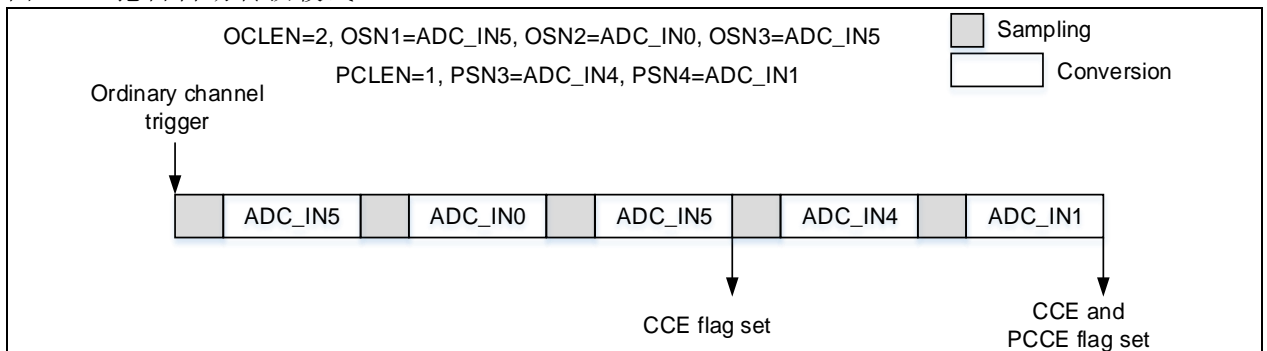 OCLEN=2, OSN1=ADC_IN5, OSN2=ADC_IN0, OSN3=ADC_IN5
PCLEN=1, PSN3=ADC_IN4, PSN4=ADC_IN1
Sampling
Conversion
Ordinary channel
trigger
ADC_IN5
ADC_IN0
ADC_IN5
ADC_IN4
ADC_IN1
CCE flag set
CCE and
PCCE flag set